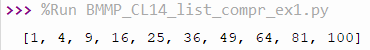 >>> %Run BMMP_CL14_list_compr_ex1.py
[1, 4, 9, 16, 25, 36, 49, 64, 81, 100]